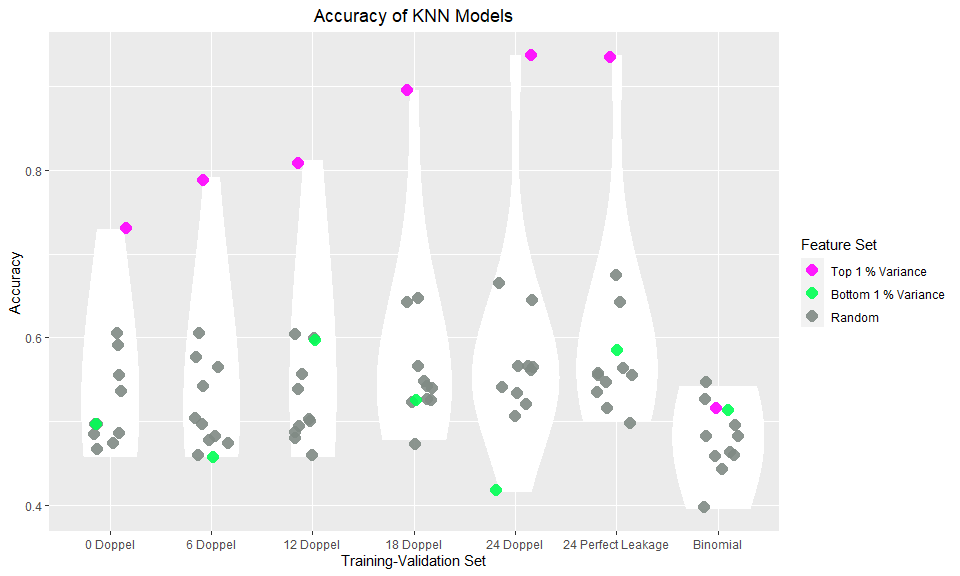 Accuracy of KNN Models
Accuracy
0.8
0.6
0.4
0 Doppel
6 Doppel
12 Doppel
18 Doppel
24 Doppel
24 Perfect Leakage
Binomial
Training-Validation Set
Feature Set
Top 1 % Variance
Bottom 1 % Variance
Random